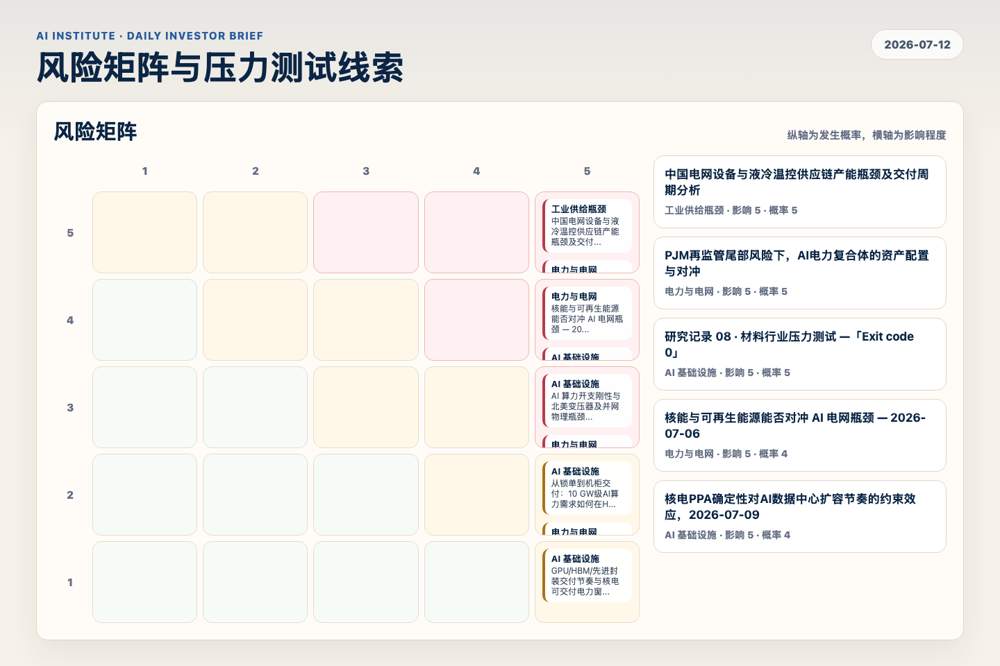 AI INSTITUTE · DAILY INVESTOR BRIEF
风险矩阵与压力测试线索
2026-07-12
风险矩阵
纵轴为发生概率，横轴为影响程度
1 2 3 4 5
5
工业供给瓶颈
中国电网设备与液
冷温控供应链产能
瓶颈及交付...
电力与电网
4
电力与电网
核能与可再生能源
能否对冲 AI 电网瓶
颈 — 20...
AI 基础设施
3
AI 基础设施
AI 算力开支刚性与
北美变压器及并网
物理瓶颈...
电力与电网
2
AI 基础设施
从锁单到机柜交
付：10 GW级AI算
力需求如何在H...
电力与电网
1
AI 基础设施
GPU/HBM/先进封
装交付节奏与核电
可交付电力窗...
中国电网设备与液冷温控供应链产能瓶颈及交付周
期分析
工业供给瓶颈 · 影响 5 · 概率 5
PJM再监管尾部风险下，AI电力复合体的资产配置
与对冲
电力与电网 · 影响 5 · 概率 5
研究记录 08 · 材料行业压力测试 —「Exit code
0」
AI 基础设施 · 影响 5 · 概率 5
核能与可再生能源能否对冲 AI 电网瓶颈 — 2026-
07-06
电力与电网 · 影响 5 · 概率 4
核电PPA确定性对AI数据中心扩容节奏的约束效
应，2026-07-09
AI 基础设施 · 影响 5 · 概率 4